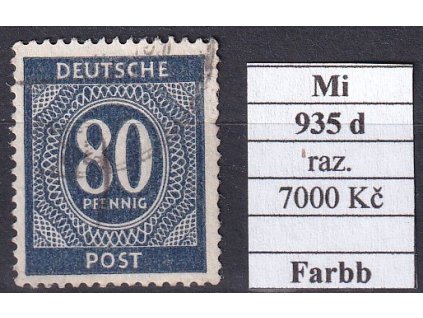 DEUTSCHE
80
PFENNIG
POST
Mi
935 d
raz.
7000 Kč
Farbb